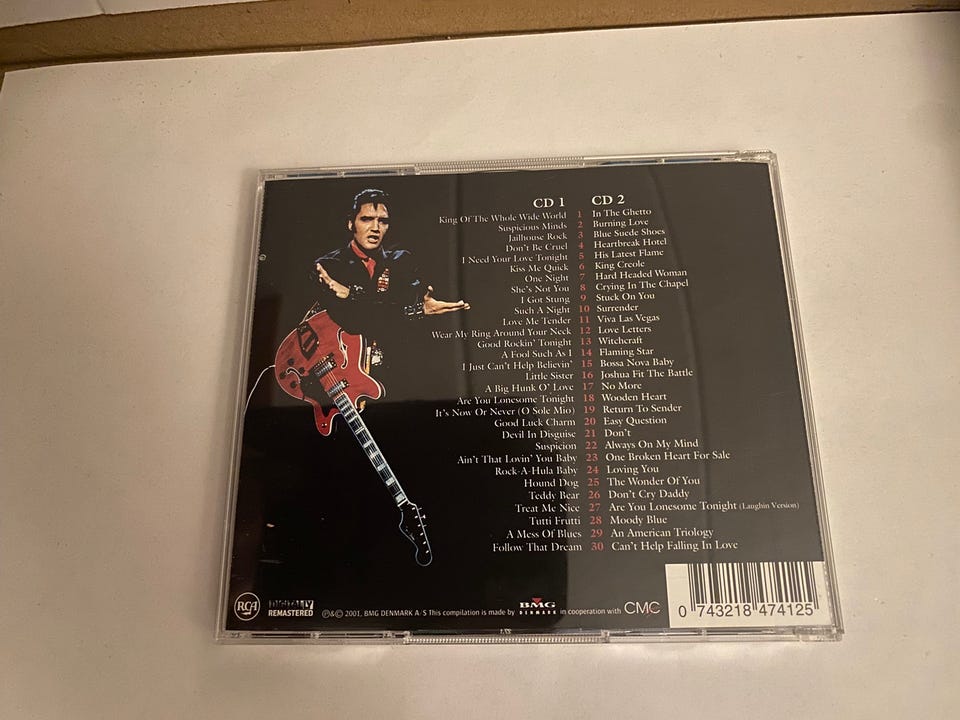 CD 1 CD 2
King Of The Whole Wide World 1 In The Ghetto
Suspicious Minds 2 Burning Love
Jailhouse Rock 3 Blue Suede Shoes
Don't Be Cruel 4 Heartbreak Hotel
I Need Your Love Tonight 5 His Latest Flame
Kiss Me Quick 6 King Creole
One Night 7 Hard Headed Woman
She's Not You 8 Crying In The Chapel
I Got Stung 9 Stuck On You
Such A Night 10 Surrender
Love Me Tender 11 Viva Las Vegas
Wear My Ring Around Your Neck 12 Love Letters
Good Rockin' Tonight 13 Witchcraft
A Fool Such As I 14 Flaming Star
I Just Can't Help Believin' 15 Bossa Nova Baby
Little Sister 16 Joshua Fit The Battle
A Big Hunk O' Love 17 No More
Are You Lonesome Tonight 18 Wooden Heart
It's Now Or Never (O Sole Mio) 19 Return To Sender
Good Luck Charm 20 Easy Question
Devil In Disguise 21 Don't
Suspicion 22 Always On My Mind
Ain't That Lovin' You Baby 23 One Broken Heart For Sale
Rock-A-Hula Baby 24 Loving You
Hound Dog 25 The Wonder Of You
Teddy Bear 26 Don't Cry Daddy
Treat Me Nice 27 Are You Lonesome Tonight (Laughin Version)
Tutti Frutti 28 Moody Blue
A Mess Of Blues 29 An American Triology
Follow That Dream 30 Can't Help Falling In Love
RCA
DIGITALLY
REMASTERED
℗&© 2001, BMG DENMARK A/S This compilation is made by BMG DENMARK in cooperation with CMC
0 743218 474125